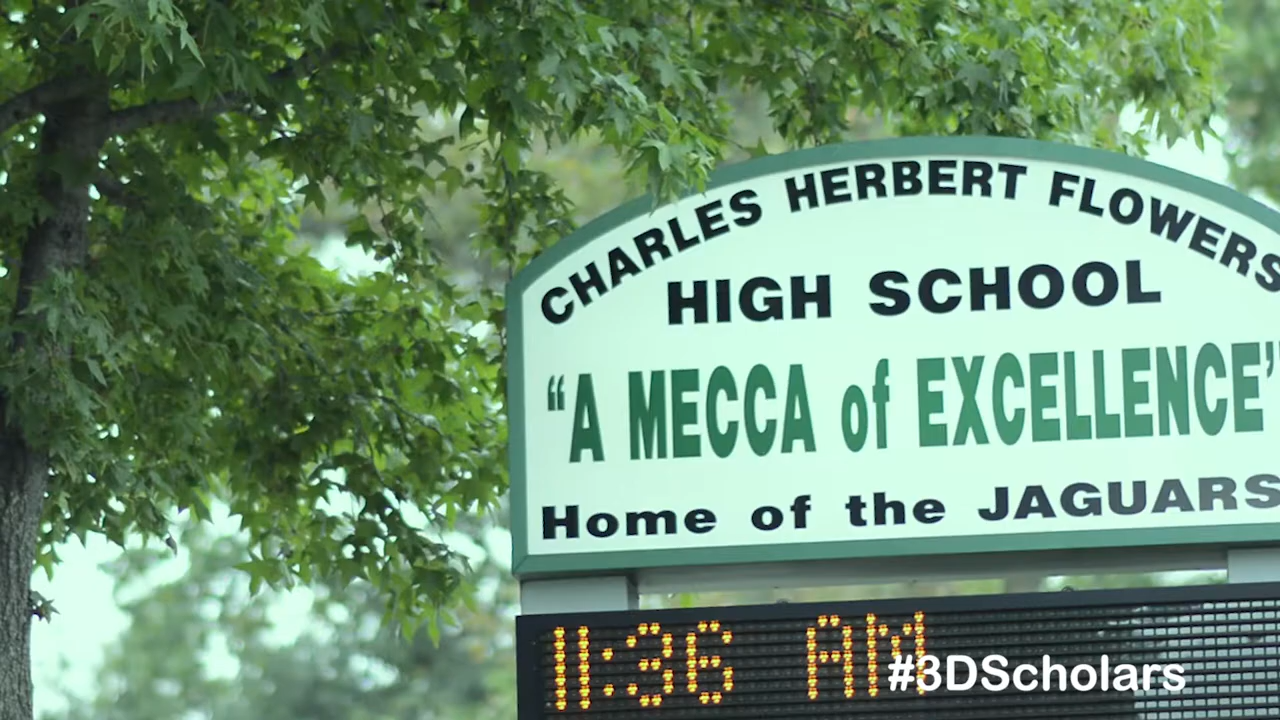 CHARLES HERBERT FLOWERS
HIGH SCHOOL
"A MECCA of EXCELLENCE"
Home of the JAGUARS
11:36 AM
#3DScholars